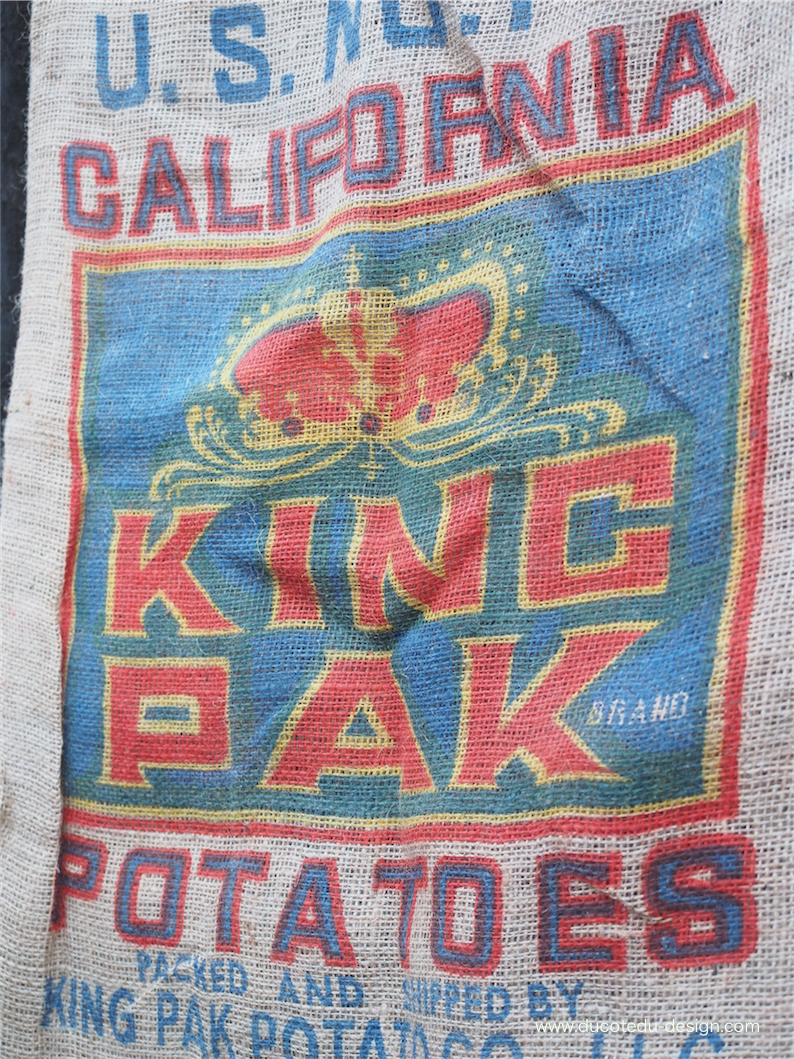 U. S. NO. 1
CALIFORNIA
KING
PAK
BRAND
POTATOES
PACKED AND SHIPPED BY
KING PAK POTATO CO., LLC
www.ducotedu-design.com